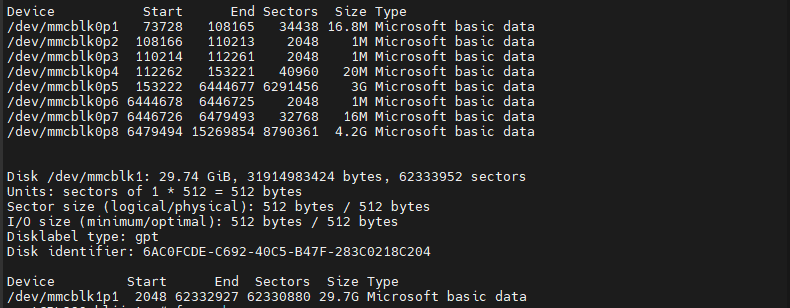 Device Start End Sectors Size Type
/dev/mmcblk0p1 73728 108165 34438 16.8M Microsoft basic data
/dev/mmcblk0p2 108166 110213 2048 1M Microsoft basic data
/dev/mmcblk0p3 110214 112261 2048 1M Microsoft basic data
/dev/mmcblk0p4 112262 153221 40960 20M Microsoft basic data
/dev/mmcblk0p5 153222 6444677 6291456 3G Microsoft basic data
/dev/mmcblk0p6 6444678 6446725 2048 1M Microsoft basic data
/dev/mmcblk0p7 6446726 6479493 32768 16M Microsoft basic data
/dev/mmcblk0p8 6479494 15269854 8790361 4.2G Microsoft basic data
Disk /dev/mmcblk1: 29.74 GiB, 31914983424 bytes, 62333952 sectors
Units: sectors of 1 * 512 = 512 bytes
Sector size (logical/physical): 512 bytes / 512 bytes
I/O size (minimum/optimal): 512 bytes / 512 bytes
Disklabel type: gpt
Disk identifier: 6AC0FCDE-C692-40C5-B47F-283C0218C204
Device Start End Sectors Size Type
/dev/mmcblk1p1 2048 62332927 62330880 29.7G Microsoft basic data